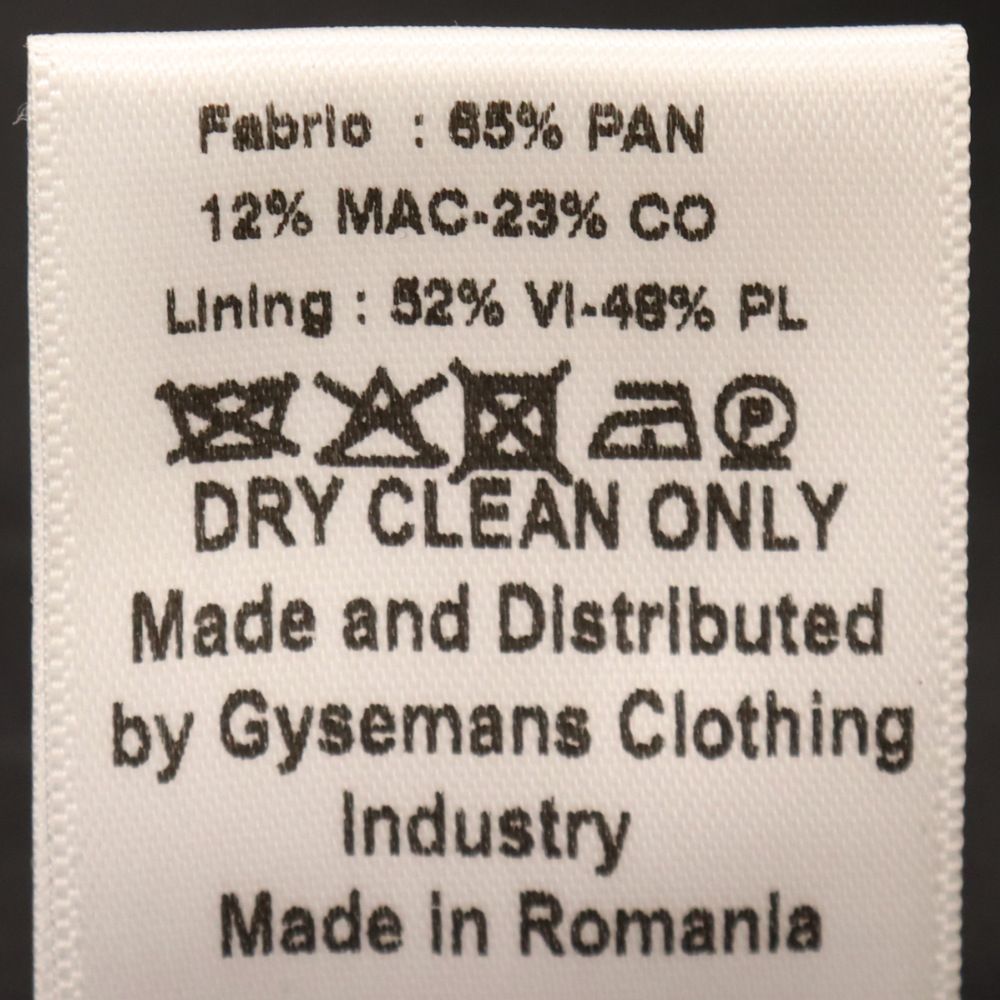 Fabric : 65% PAN
12% MAC-23% CO
Lining : 52% VI-48% PL
P
DRY CLEAN ONLY
Made and Distributed
by Gysemans Clothing
Industry
Made in Romania